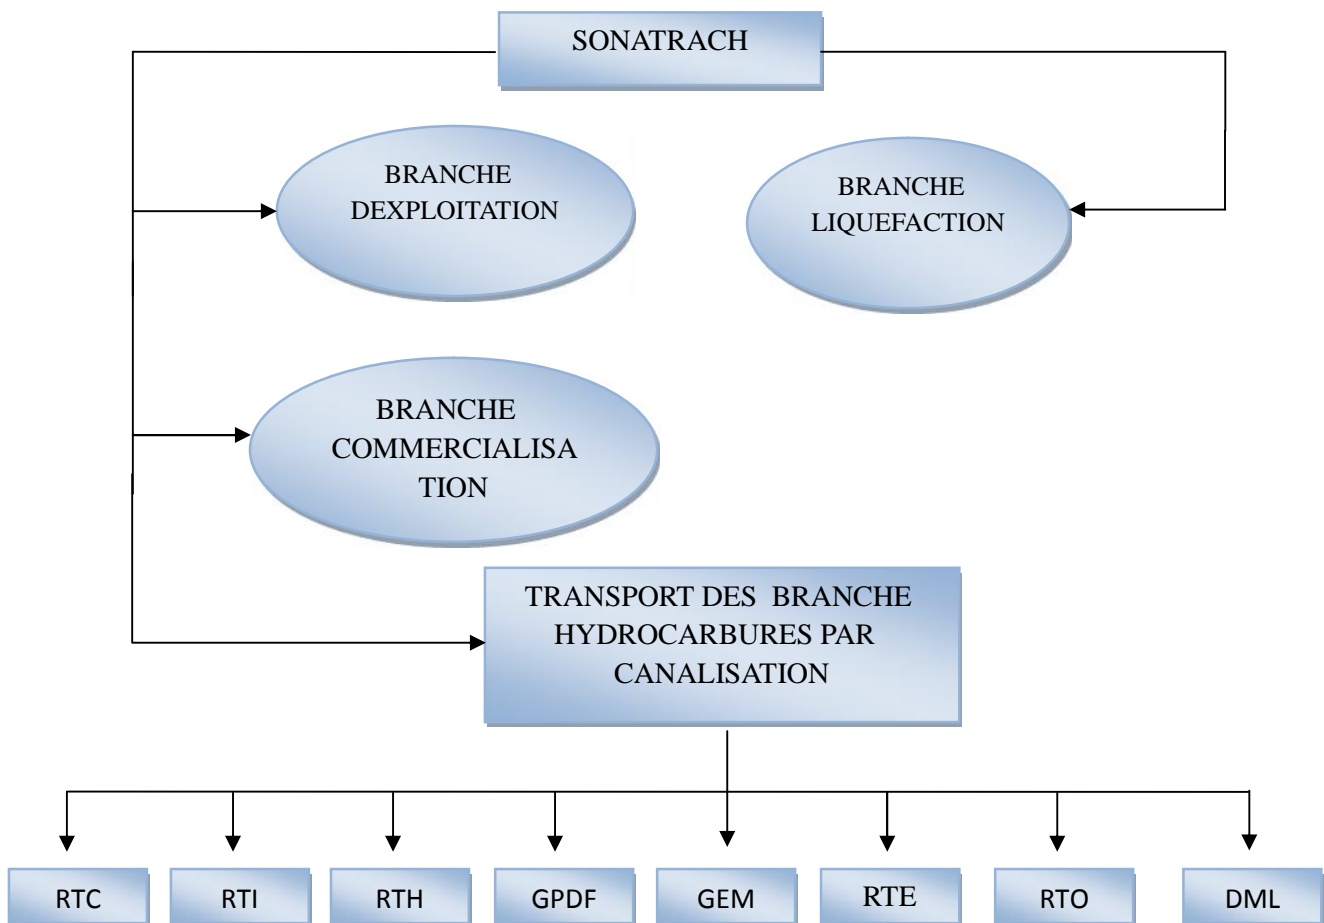 SONATRACH
BRANCHE
DEXPLOITATION
BRANCHE
LIQUEFACTION
BRANCHE
COMMERCIALISA
TION
TRANSPORT DES  BRANCHE
HYDROCARBURES PAR
CANALISATION
RTC
RTI
RTH
GPDF
GEM
RTE
RTO
DML